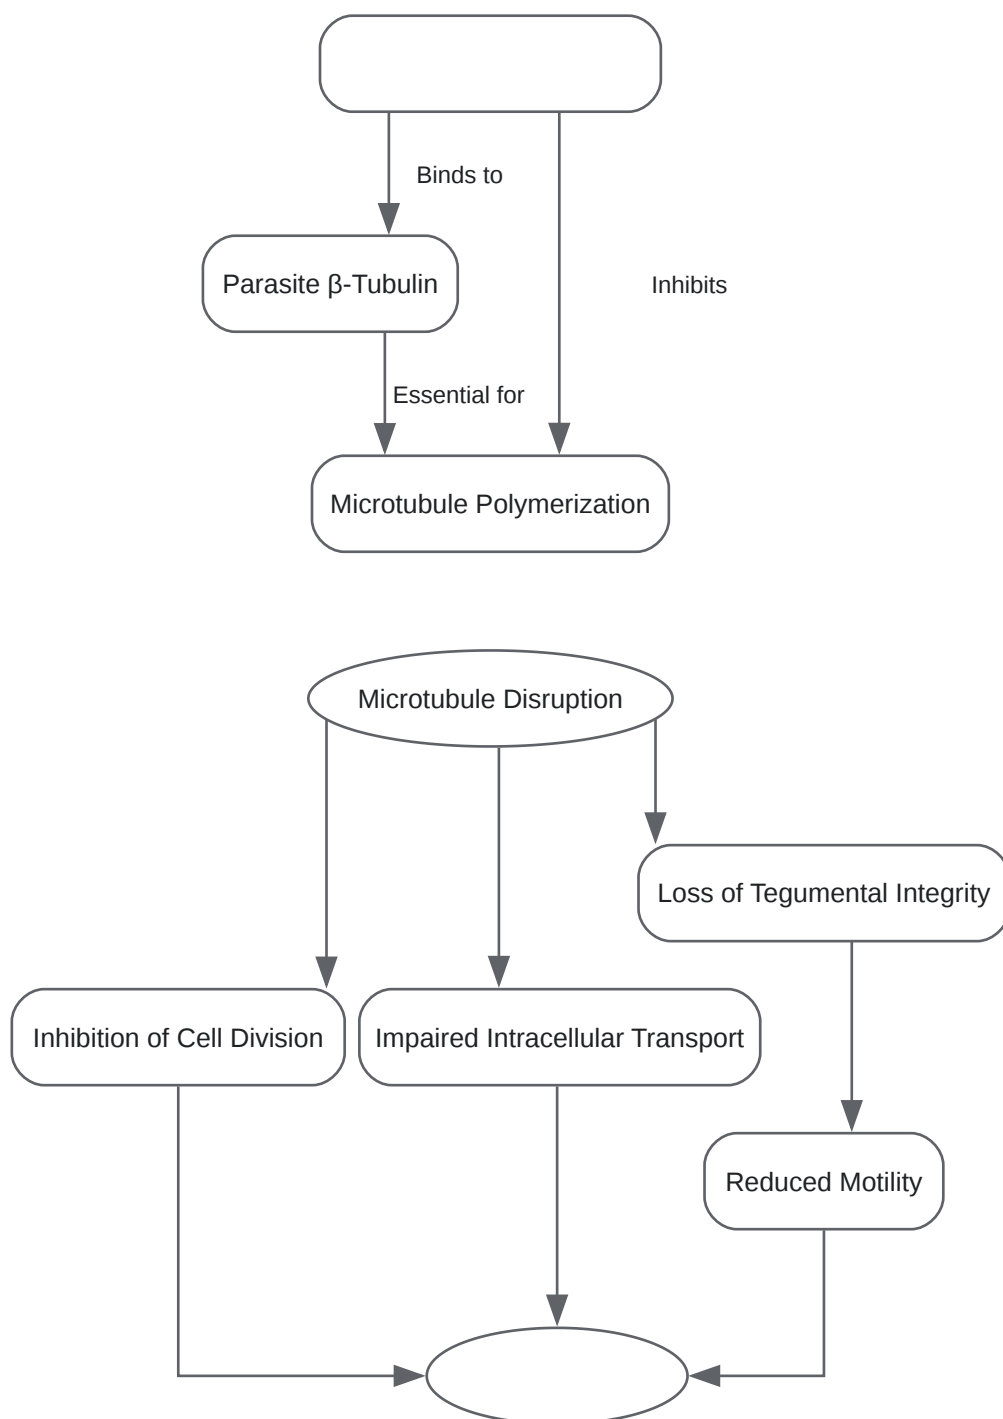 Binds to
Parasite β-Tubulin
Inhibits
Essential for
Microtubule Polymerization
Microtubule Disruption
Loss of Tegumental Integrity
Inhibition of Cell Division
Impaired Intracellular Transport
Reduced Motility